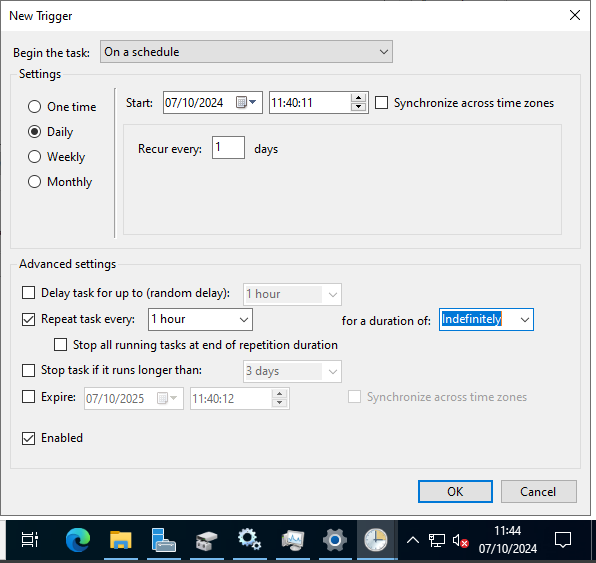 New Trigger
Begin the task: On a schedule
Settings
One time
Daily
Weekly
Monthly
Start: 07/10/2024 11:40:11 Synchronize across time zones
Recur every: 1 days
Advanced settings
Delay task for up to (random delay): 1 hour
Repeat task every: 1 hour for a duration of: Indefinitely
Stop all running tasks at end of repetition duration
Stop task if it runs longer than: 3 days
Expire: 07/10/2025 11:40:12 Synchronize across time zones
Enabled
OK Cancel
11:44
07/10/2024